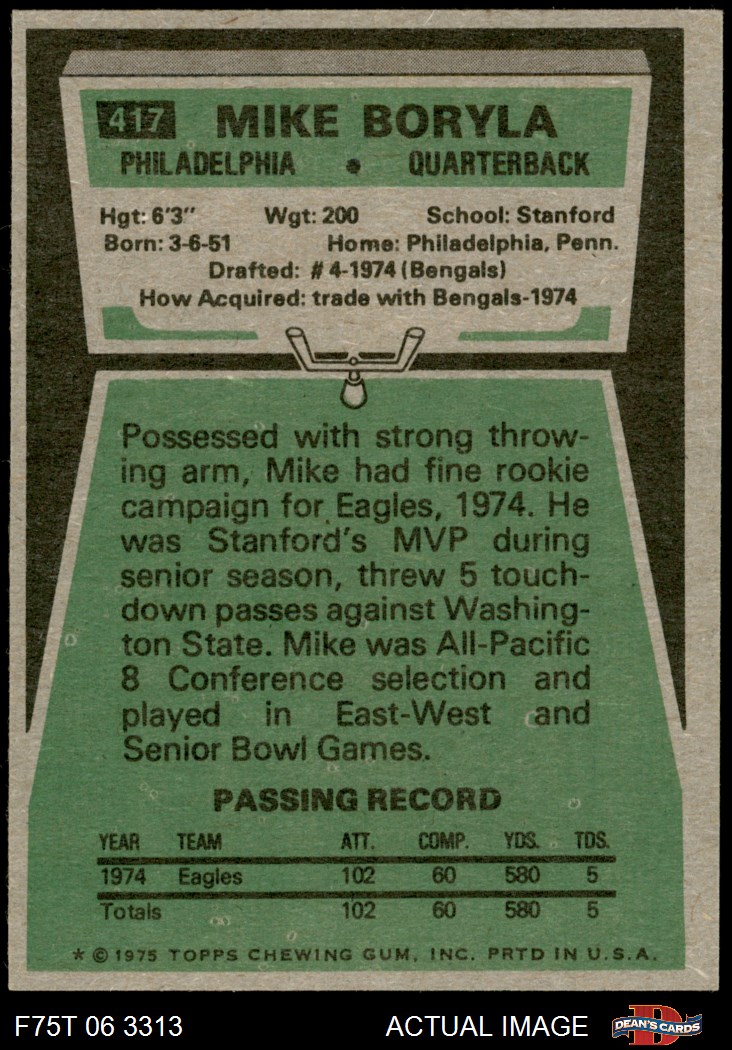 417 MIKE BORYLA
PHILADELPHIA • QUARTERBACK
Hgt: 6'3" Wgt: 200 School: Stanford
Born: 3-6-51 Home: Philadelphia, Penn.
Drafted: #4-1974 (Bengals)
How Acquired: trade with Bengals-1974
Possessed with strong throw-
ing arm, Mike had fine rookie
campaign for Eagles, 1974. He
was Stanford's MVP during
senior season, threw 5 touch-
down passes against Washing-
ton State. Mike was All-Pacific
8 Conference selection and
played in East-West and
Senior Bowl Games.
PASSING RECORD
YEAR TEAM ATT. COMP. YDS. TDS.
1974 Eagles 102 60 580 5
Totals 102 60 580 5
* © 1975 TOPPS CHEWING GUM, INC. PRTD IN U.S.A.
F75T 06 3313 ACTUAL IMAGE D DEAN'S CARDS